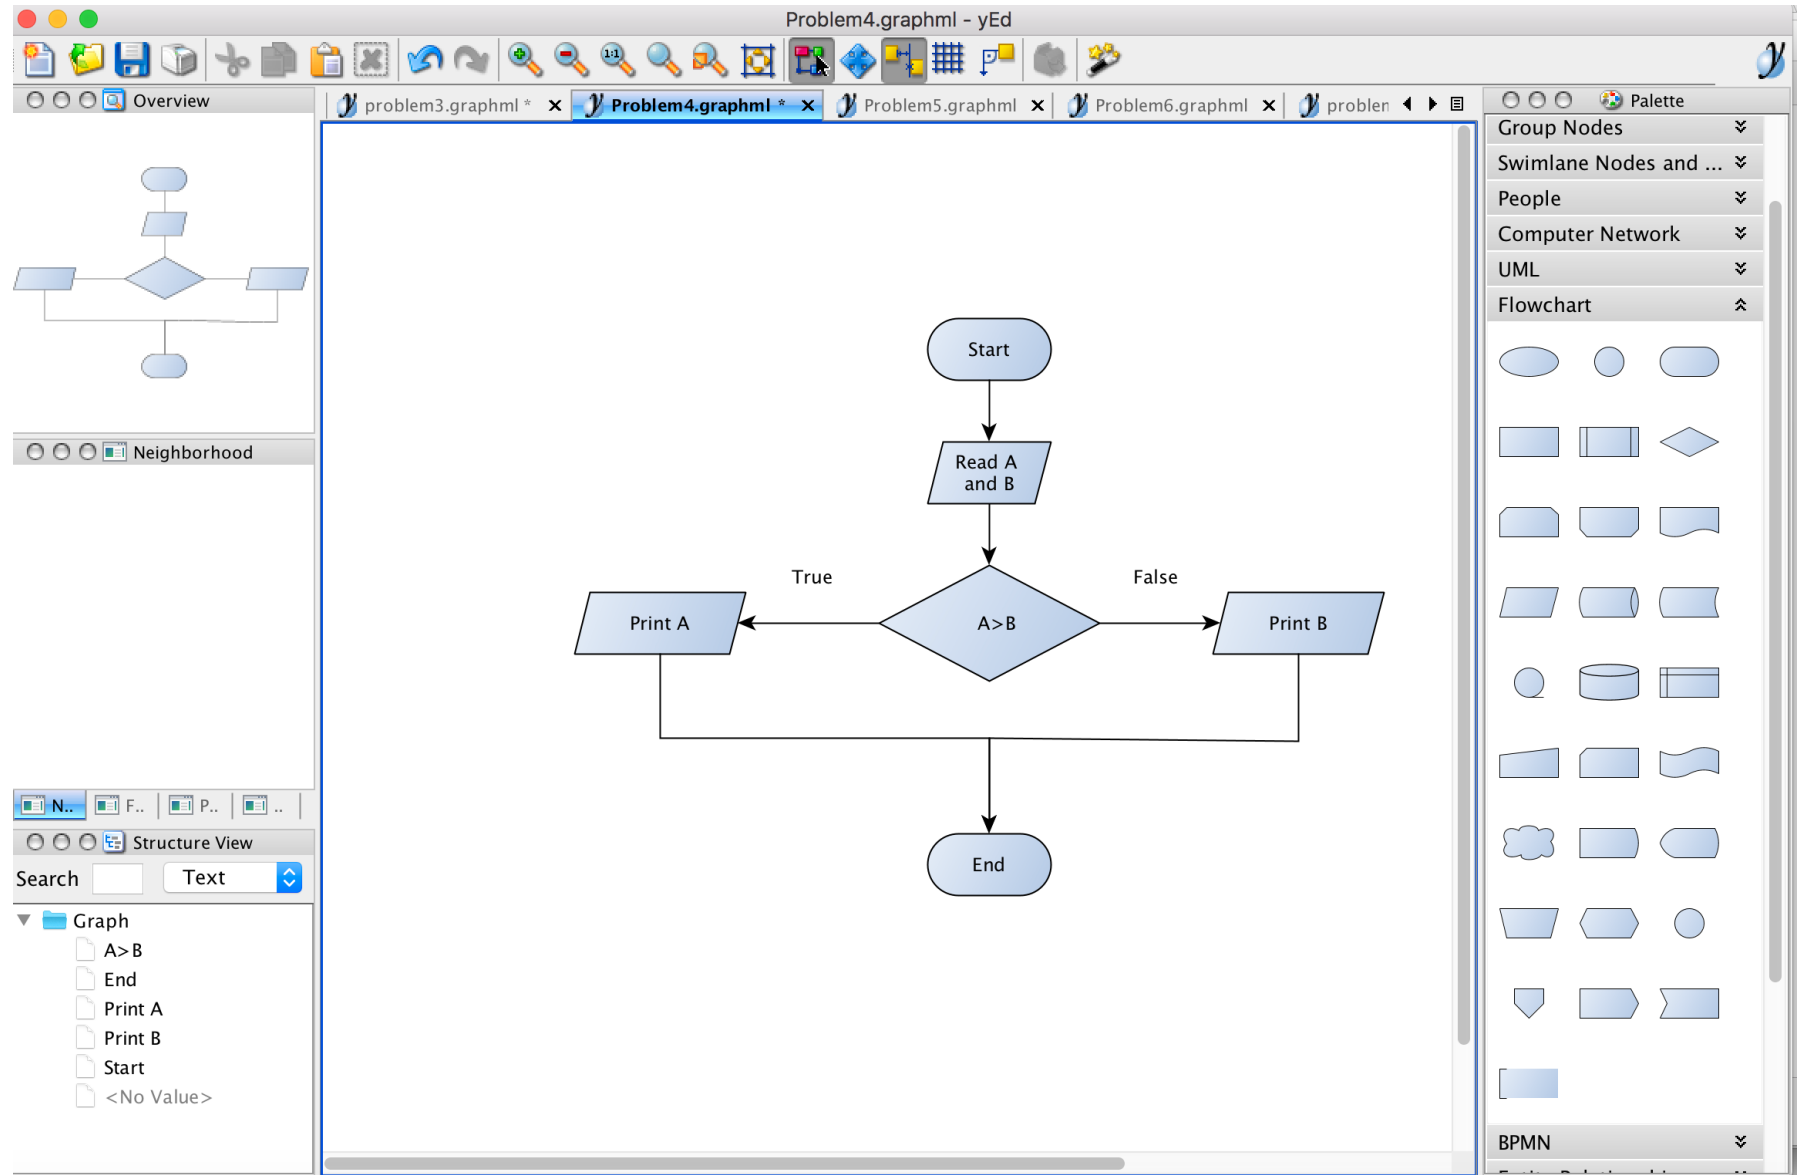 Problem4.graphml - yEd
1:1
Overview
problem3.graphml *
Problem4.graphml *
Problem5.graphml
Problem6.graphml
problen
Palette
Group Nodes
Swimlane Nodes and ...
People
Computer Network
UML
Flowchart
Start
Read A
and B
True
False
Print A
A>B
Print B
End
Neighborhood
N..
F..
P..
..
Structure View
Search
Text
Graph
A>B
End
Print A
Print B
Start
<No Value>
BPMN